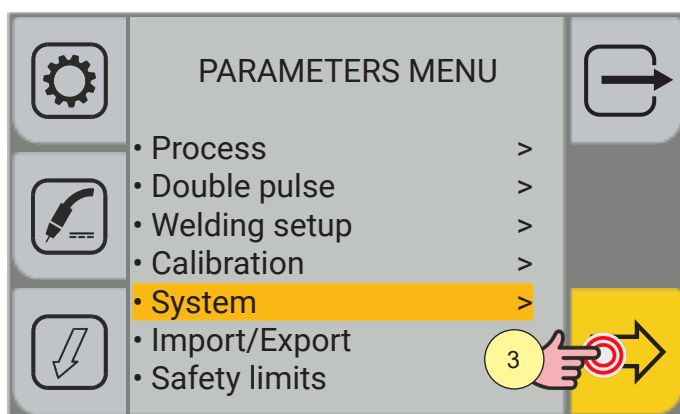 PARAMETERS MENU
• Process >
• Double pulse >
• Welding setup >
• Calibration >
• System >
• Import/Export
• Safety limits
3